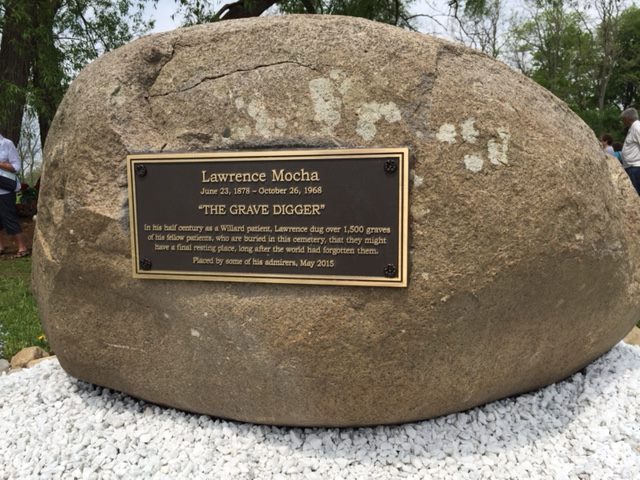 Lawrence Mocha
June 23, 1878 – October 26, 1968
"THE GRAVE DIGGER"
In his half century as a Willard patient, Lawrence dug over 1,500 graves
of his fellow patients, who are buried in this cemetery, that they might
have a final resting place, long after the world had forgotten them.
Placed by some of his admirers, May 2015